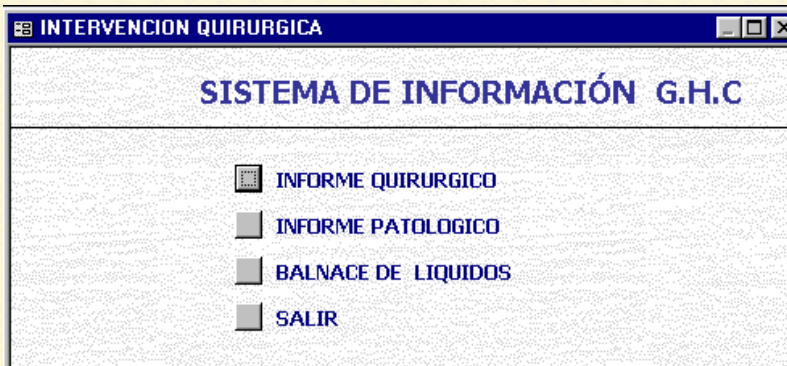 INTERVENCION QUIRURGICA
SISTEMA DE INFORMACIÓN G.H.C
INFORME QUIRURGICO
INFORME PATOLOGICO
BALNACE DE LIQUIDOS
SALIR